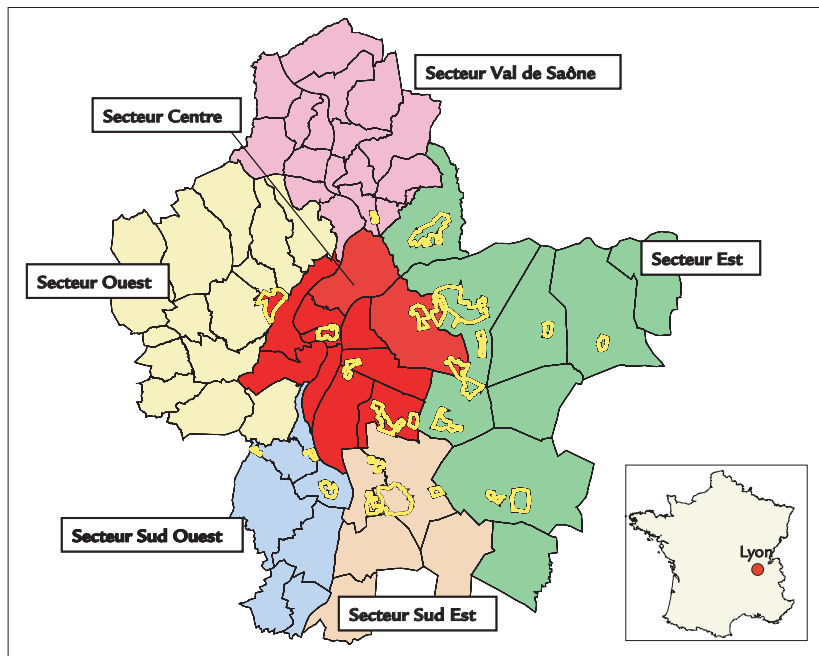 Secteur Val de Saône
Secteur Centre
Secteur Est
Secteur Ouest
Secteur Sud Ouest
Lyon
Secteur Sud Est